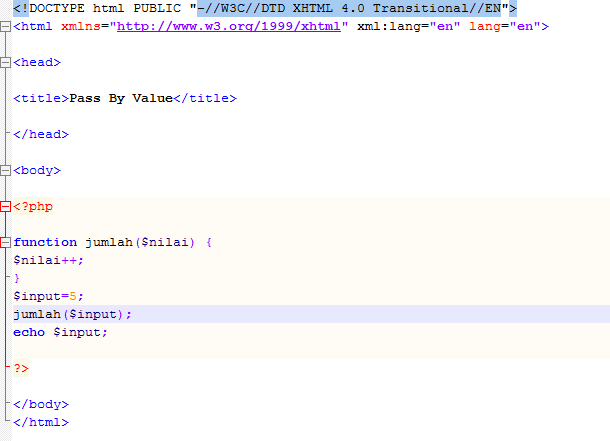 <!DOCTYPE html PUBLIC "-//W3C//DTD XHTML 4.0 Transitional//EN">
<html xmlns="http://www.w3.org/1999/xhtml" xml:lang="en" lang="en">
<head>
<title>Pass By Value</title>
</head>
<body>
<?php
function jumlah($nilai) {
$nilai++;
}
$input=5;
jumlah($input);
echo $input;
?>
</body>
</html>